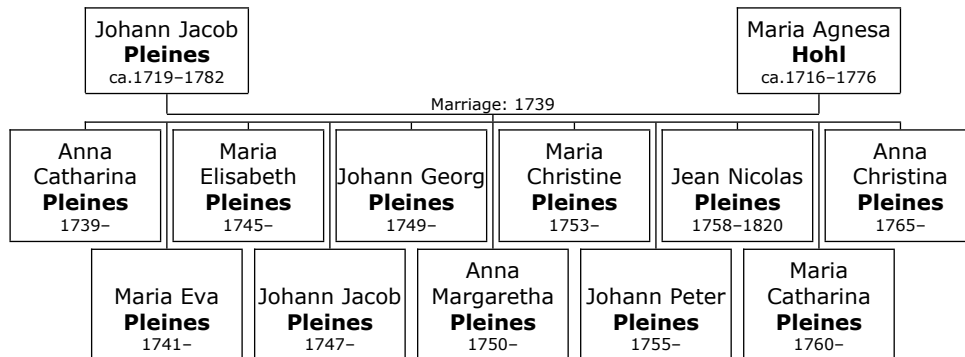 Johann Jacob
Pleines
ca.1719–1782
Maria Agnesa
Hohl
ca.1716–1776
Marriage: 1739
Anna
Catharina
Pleines
1739–
Maria
Elisabeth
Pleines
1745–
Johann Georg
Pleines
1749–
Maria
Christine
Pleines
1753–
Jean Nicolas
Pleines
1758–1820
Anna
Christina
Pleines
1765–
Maria Eva
Pleines
1741–
Johann Jacob
Pleines
1747–
Anna
Margaretha
Pleines
1750–
Johann Peter
Pleines
1755–
Maria
Catharina
Pleines
1760–